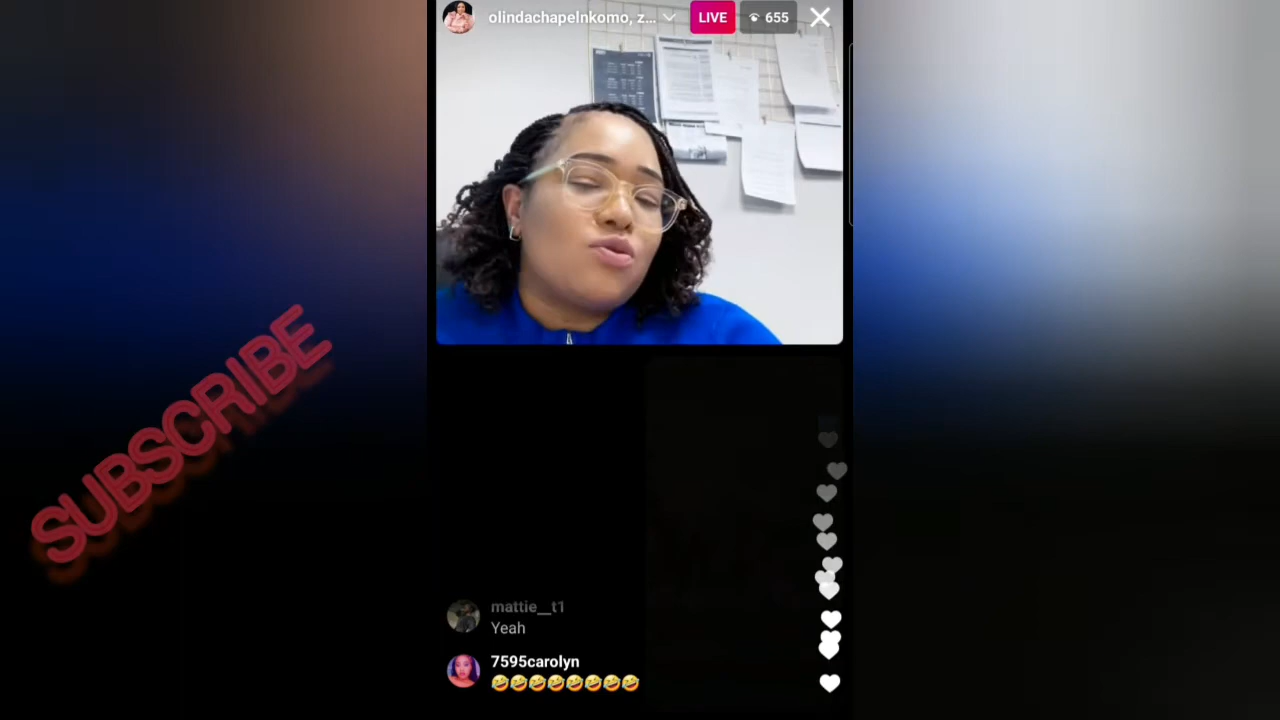 olindachapelnkomo, z...
LIVE
655
SUBSCRIBE
mattie__t1
Yeah
7595carolyn
🤣🤣🤣🤣🤣🤣🤣🤣